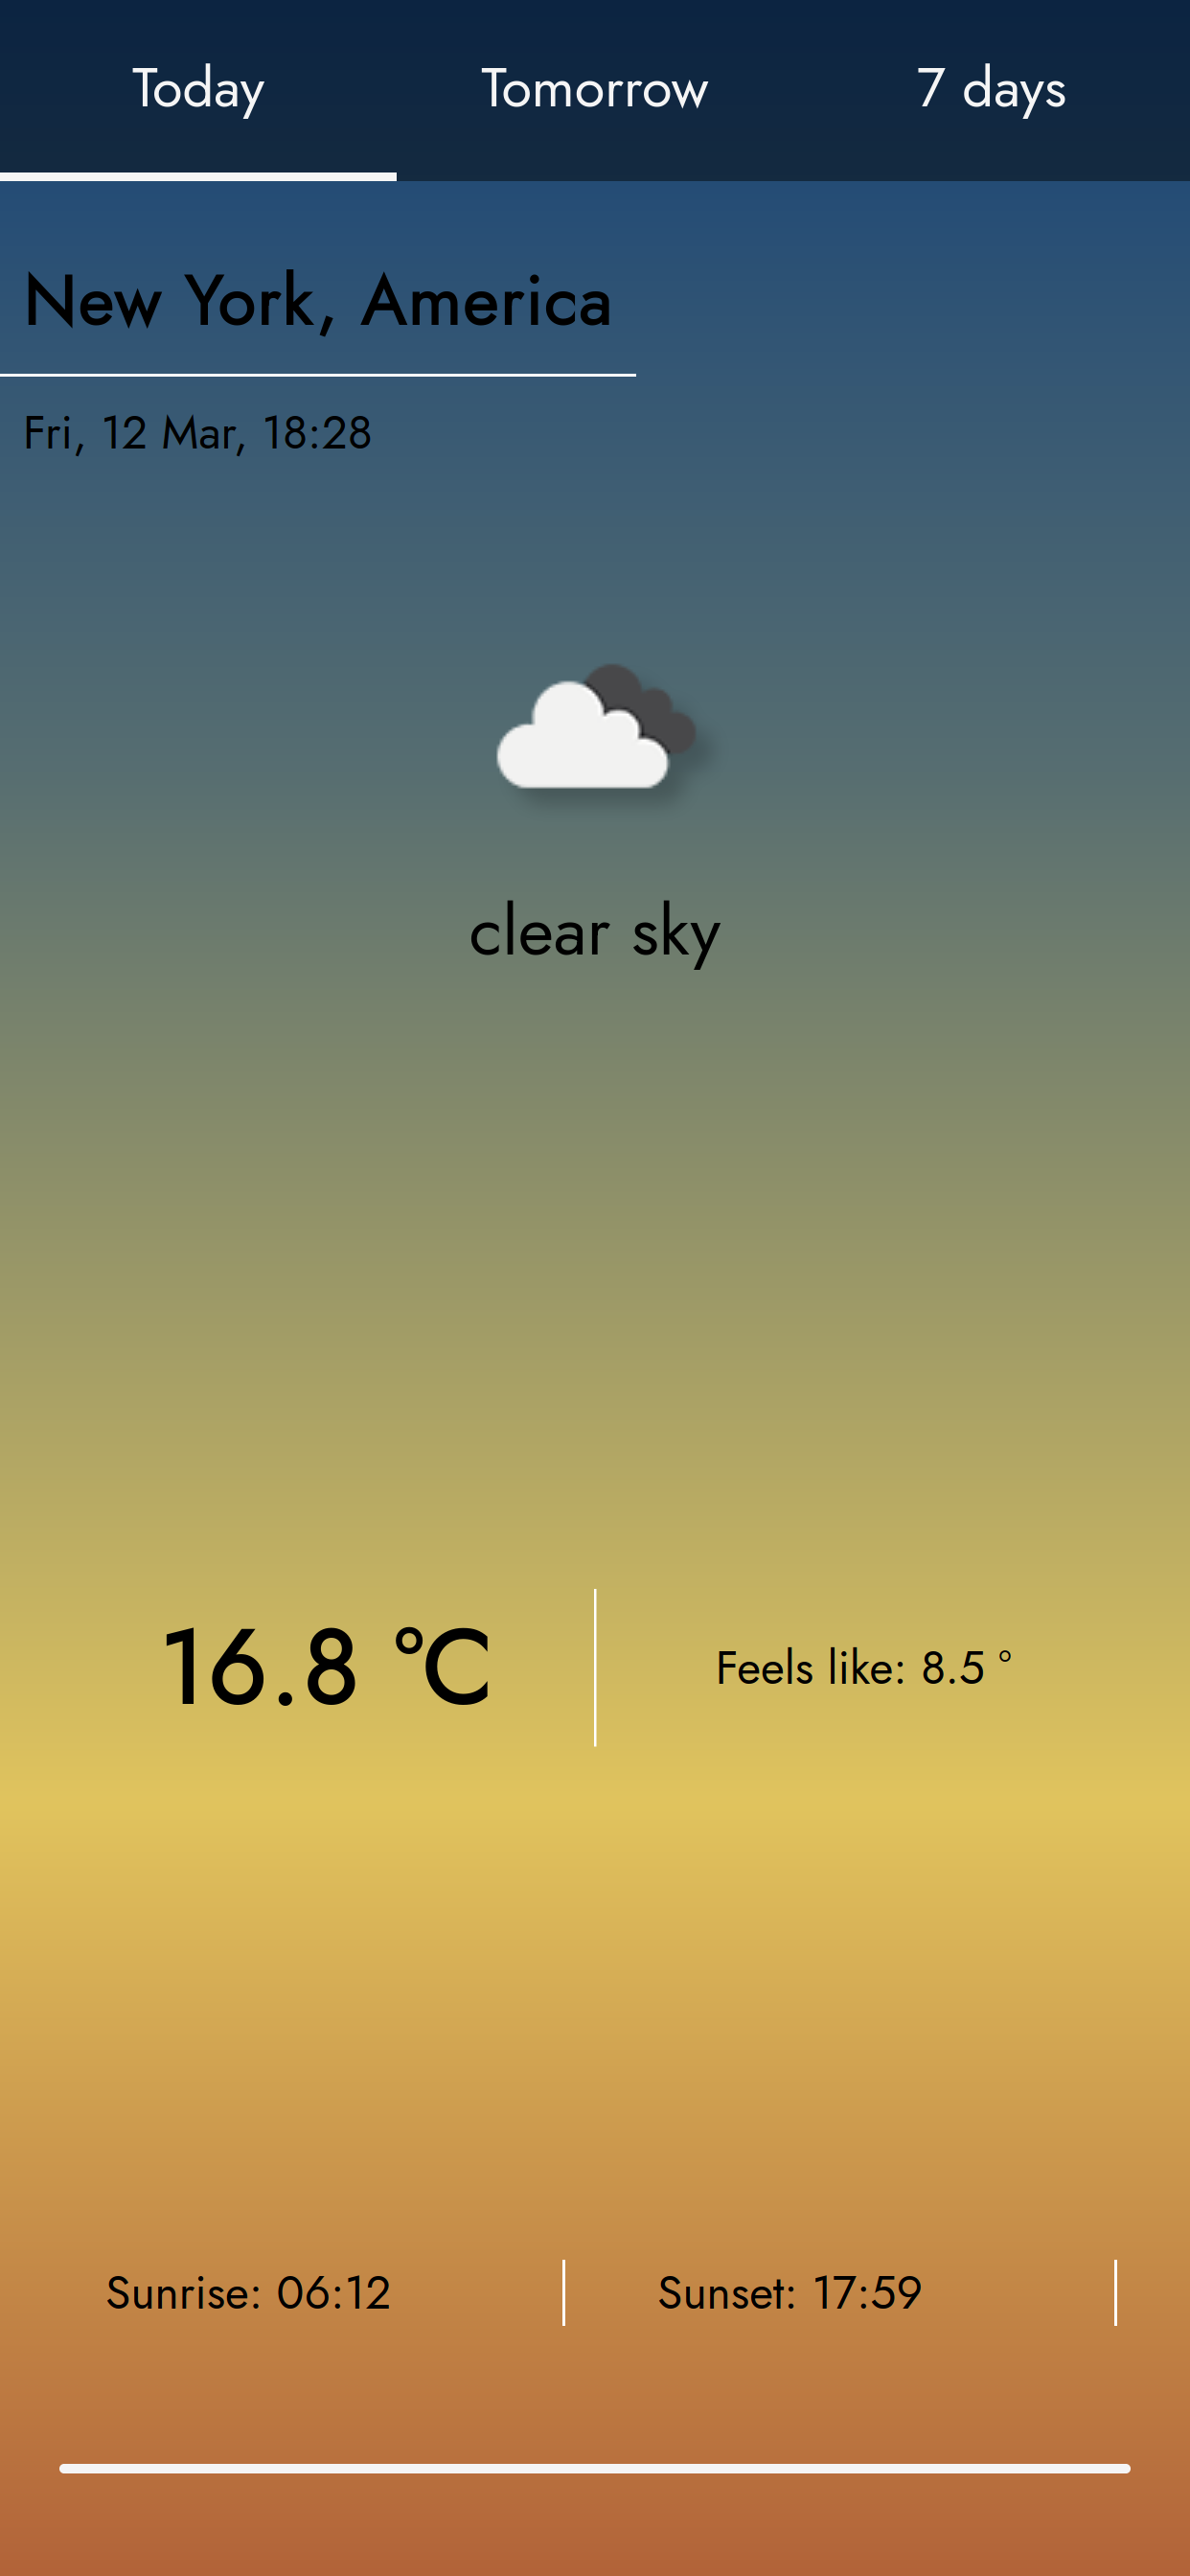 Today Tomorrow 7 days
New York, America
Fri, 12 Mar, 18:28
clear sky
16.8 °C
Feels like: 8.5 °
Sunrise: 06:12
Sunset: 17:59